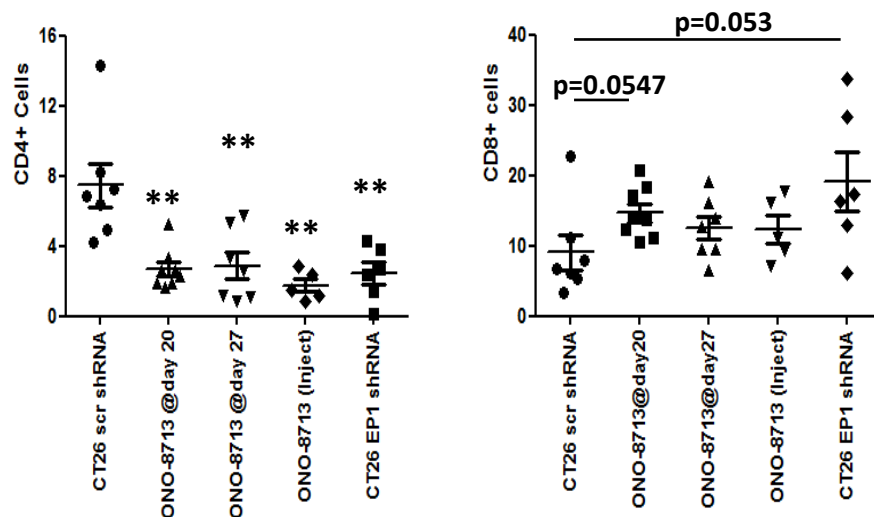 16
12
8
4
0
CD4+ Cells
**
**
**
**
CT26 scr shRNA
ONO-8713 @day 20
ONO-8713 @day 27
ONO-8713 (Inject)
CT26 EP1 shRNA
40
30
20
10
0
CD8+ cells
p=0.053
p=0.0547
CT26 scr shRNA
ONO-8713@day20
ONO-8713@day27
ONO-8713 (Inject)
CT26 EP1 shRNA